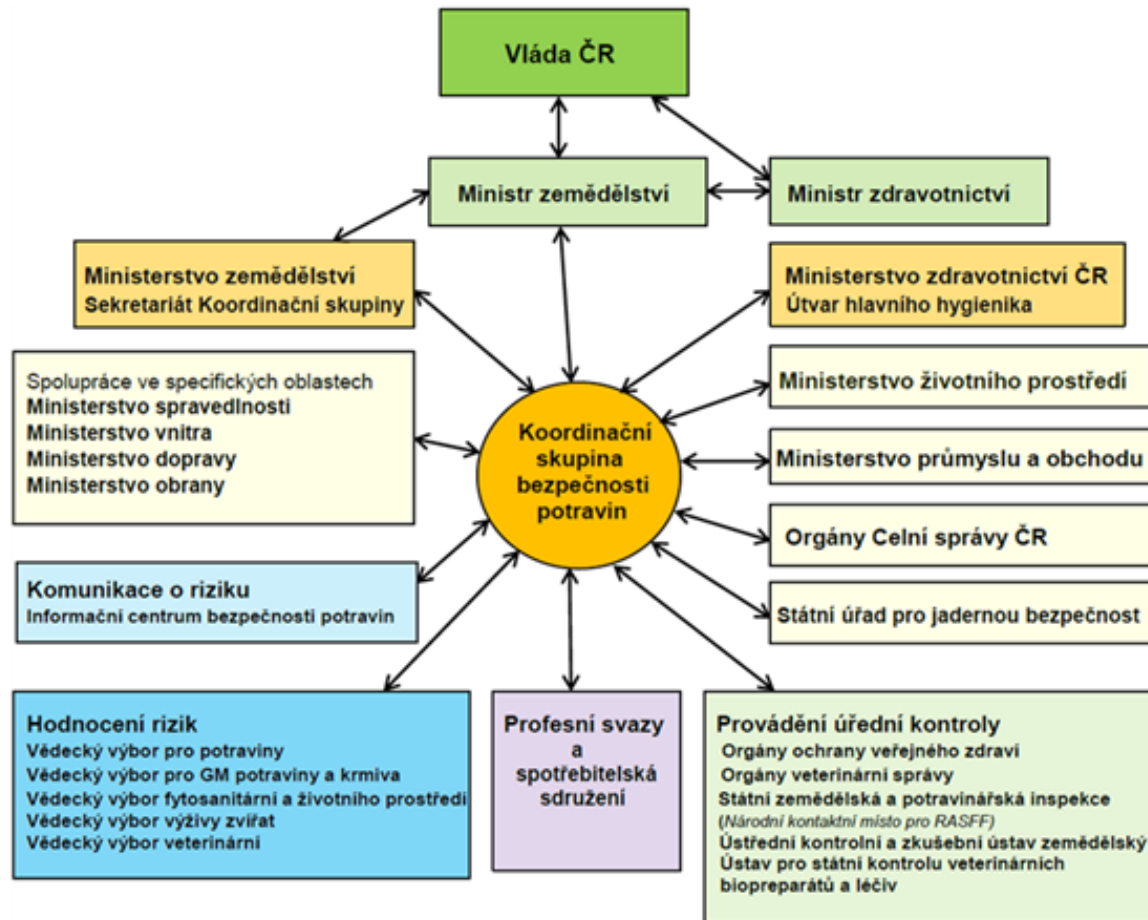 Vláda ČR
Ministr zemědělství
Ministr zdravotnictví
Ministerstvo zemědělství
Sekretariát Koordinační skupiny
Ministerstvo zdravotnictví ČR
Útvar hlavního hygienika
Spolupráce ve specifických oblastech
Ministerstvo spravedlnosti
Ministerstvo vnitra
Ministerstvo dopravy
Ministerstvo obrany
Koordinační
skupina
bezpečnosti
potravin
Ministerstvo životního prostředí
Ministerstvo průmyslu a obchodu
Orgány Celní správy ČR
Státní úřad pro jadernou bezpečnost
Komunikace o riziku
Informační centrum bezpečnosti potravin
Hodnocení rizik
Vědecký výbor pro potraviny
Vědecký výbor pro GM potraviny a krmiva
Vědecký výbor fytosanitární a životního prostředí
Vědecký výbor výživy zvířat
Vědecký výbor veterinární
Profesní svazy
a
spotřebitelská
sdružení
Provádění úřední kontroly
Orgány ochrany veřejného zdraví
Orgány veterinární správy
Státní zemědělská a potravinářská inspekce
(Národní kontaktní místo pro RASFF)
Ústřední kontrolní a zkušební ústav zemědělský
Ústav pro státní kontrolu veterinárních
biopreparátů a léčiv